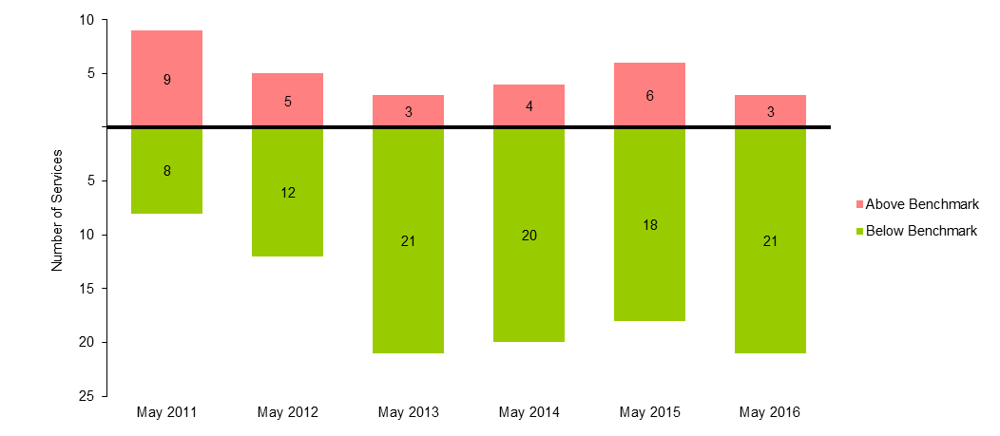 10
5
5
10
15
20
25
Number of Services
9
5
3
4
6
3
8
12
21
20
18
21
May 2011
May 2012
May 2013
May 2014
May 2015
May 2016
Above Benchmark
Below Benchmark